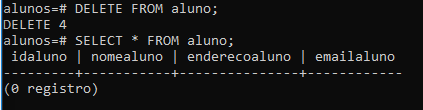 alunos=# DELETE FROM aluno;
DELETE 4
alunos=# SELECT * FROM aluno;
 idaluno | nomealuno | enderecoaluno | emailaluno
---------+-----------+---------------+------------
(0 registro)